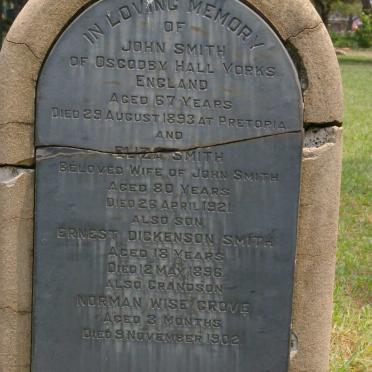 IN LOVING MEMORY
OF
JOHN SMITH
OF OSGODBY HALL YORKS
ENGLAND
AGED 67 YEARS
DIED 29 AUGUST 1893 AT PRETORIA
AND
ELIZA SMITH
BELOVED WIFE OF JOHN SMITH
AGED 80 YEARS
DIED 26 APRIL 1921
ALSO SON
ERNEST DICKENSON SMITH
AGED 18 YEARS
DIED 12 MAY 1896
ALSO GRANDSON
NORMAN WISE GROVE
AGED 3 MONTHS
DIED 9 NOVEMBER 1902